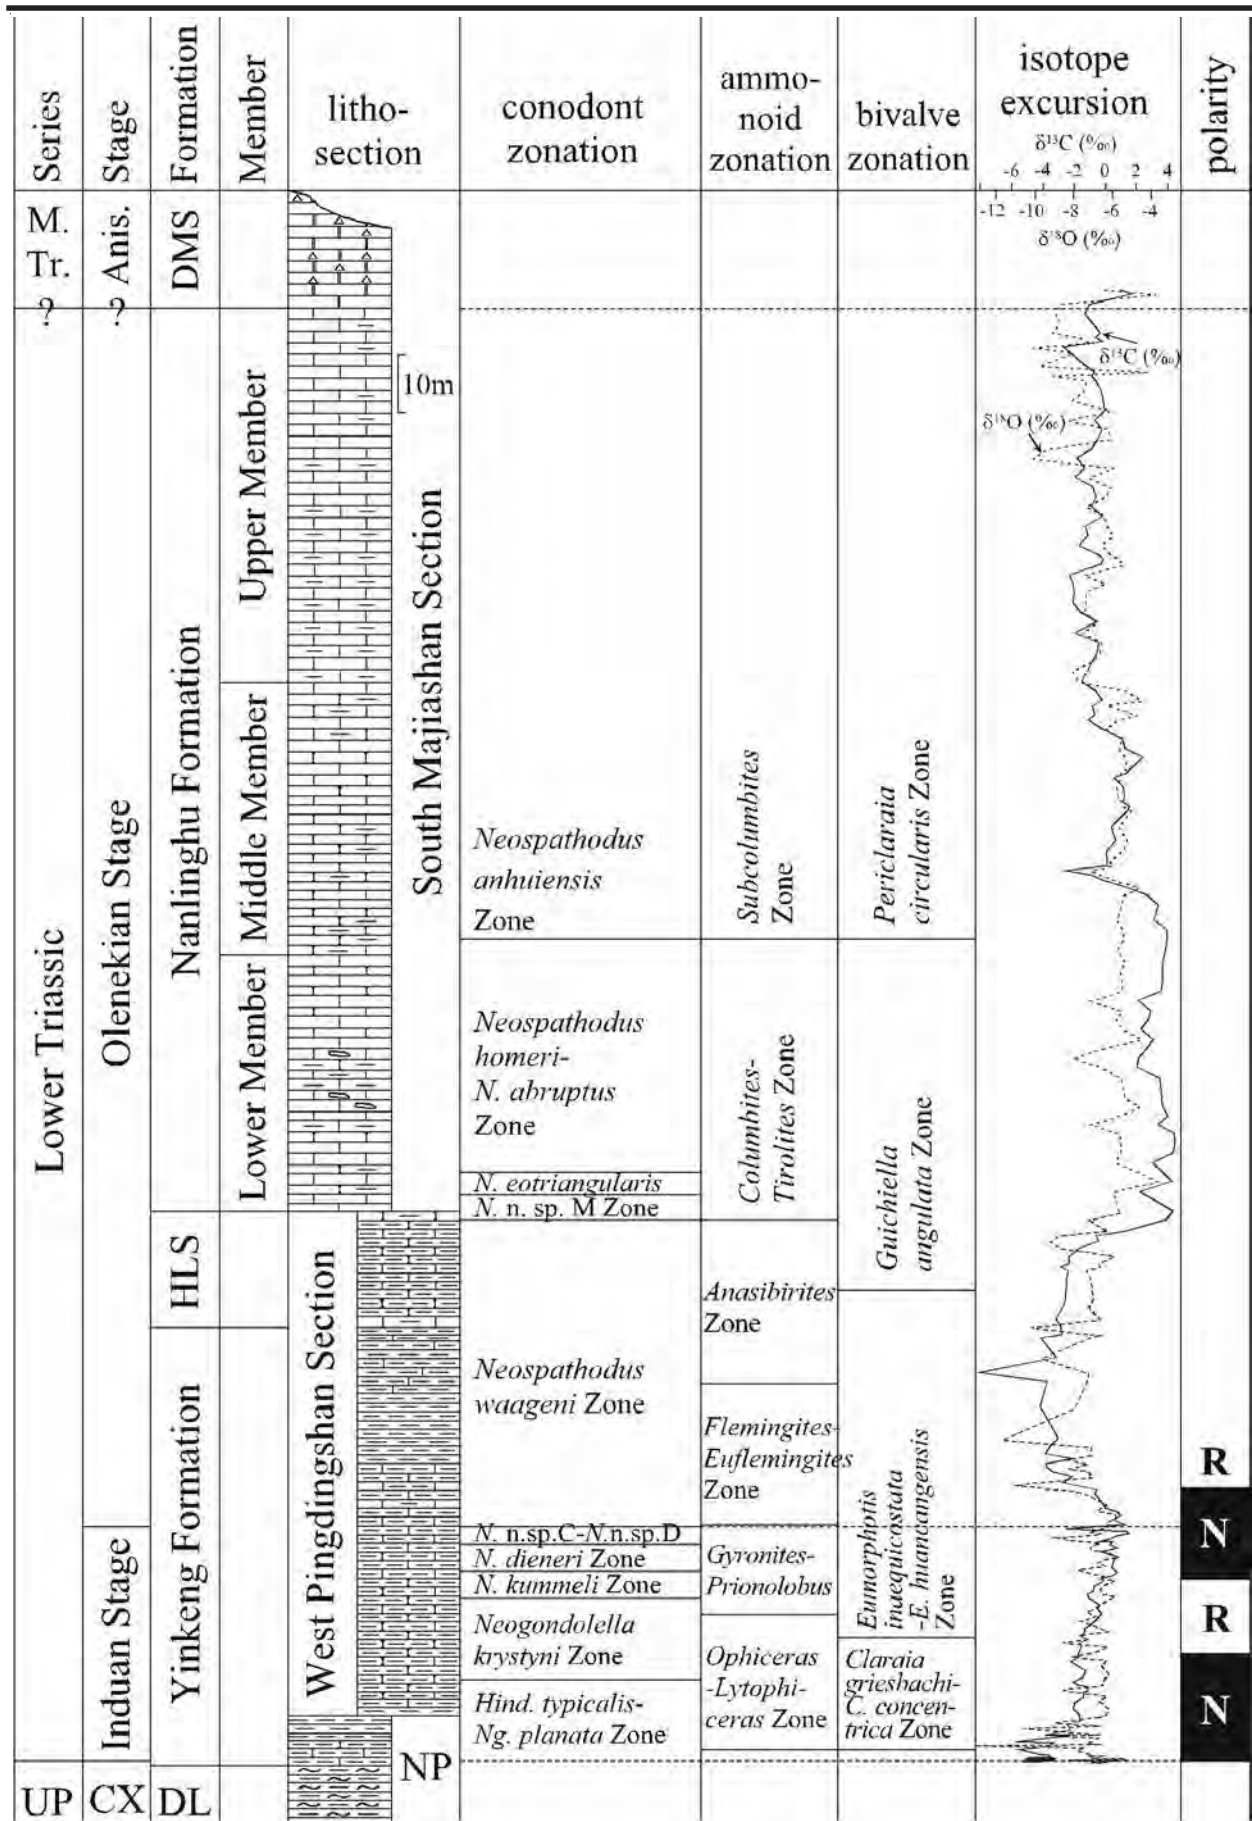 Series
Stage
Formation
Member
litho-
section
conodont
zonation
ammo-
noid
zonation
bivalve
zonation
isotope
excursion
δ¹³C (‰)
-6 -4 -2 0 2 4
polarity
-12 -10 -8 -6 -4
δ¹⁸O (‰)
M.
Tr.
Anis.
DMS
?
?
δ¹³C (‰)
δ¹⁸O (‰)
10m
Lower Triassic
Olenekian Stage
Nanlinghu Formation
Upper Member
Middle Member
Lower Member
South Majiashan Section
Neospathodus
anhuiensis
Zone
Subcolumbites
Zone
Periclaraia
circularis Zone
Neospathodus
homeri-
N. abruptus
Zone
N. eotriangularis
N. n. sp. M Zone
Columbites-
Tirolites Zone
Guichiella
angulata Zone
HLS
West Pingdingshan Section
Neospathodus
waageni Zone
Anasibirites
Zone
Flemingites-
Euflemingites
Zone
Eumorphotis
inaequicostata
-E. huancangensis
Zone
Induan Stage
Yinkeng Formation
N. n.sp.C-N.n.sp.D
N. dieneri Zone
N. kummeli Zone
Neogondolella
krystyni Zone
Hind. typicalis-
Ng. planata Zone
Gyronites-
Prionolobus
Ophiceras
-Lytophi-
ceras Zone
Claraia
griesbachi-
C. concen-
trica Zone
R
N
R
N
NP
UP
CX
DL